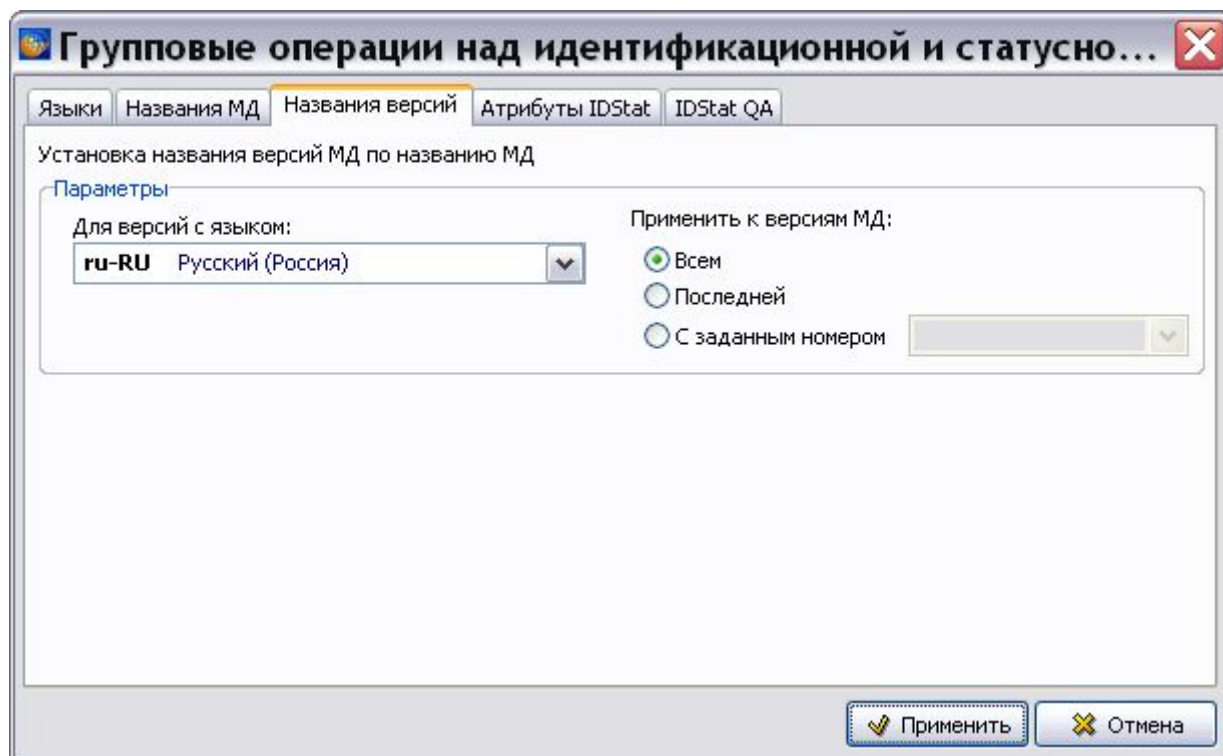 Групповые операции над идентификационной и статусно...
Языки Названия МД Названия версий Атрибуты IDStat IDStat QA
Установка названия версий МД по названию МД
Параметры
Для версий с языком:
ru-RU Русский (Россия)
Применить к версиям МД:
Всем
Последней
С заданным номером
Применить Отмена